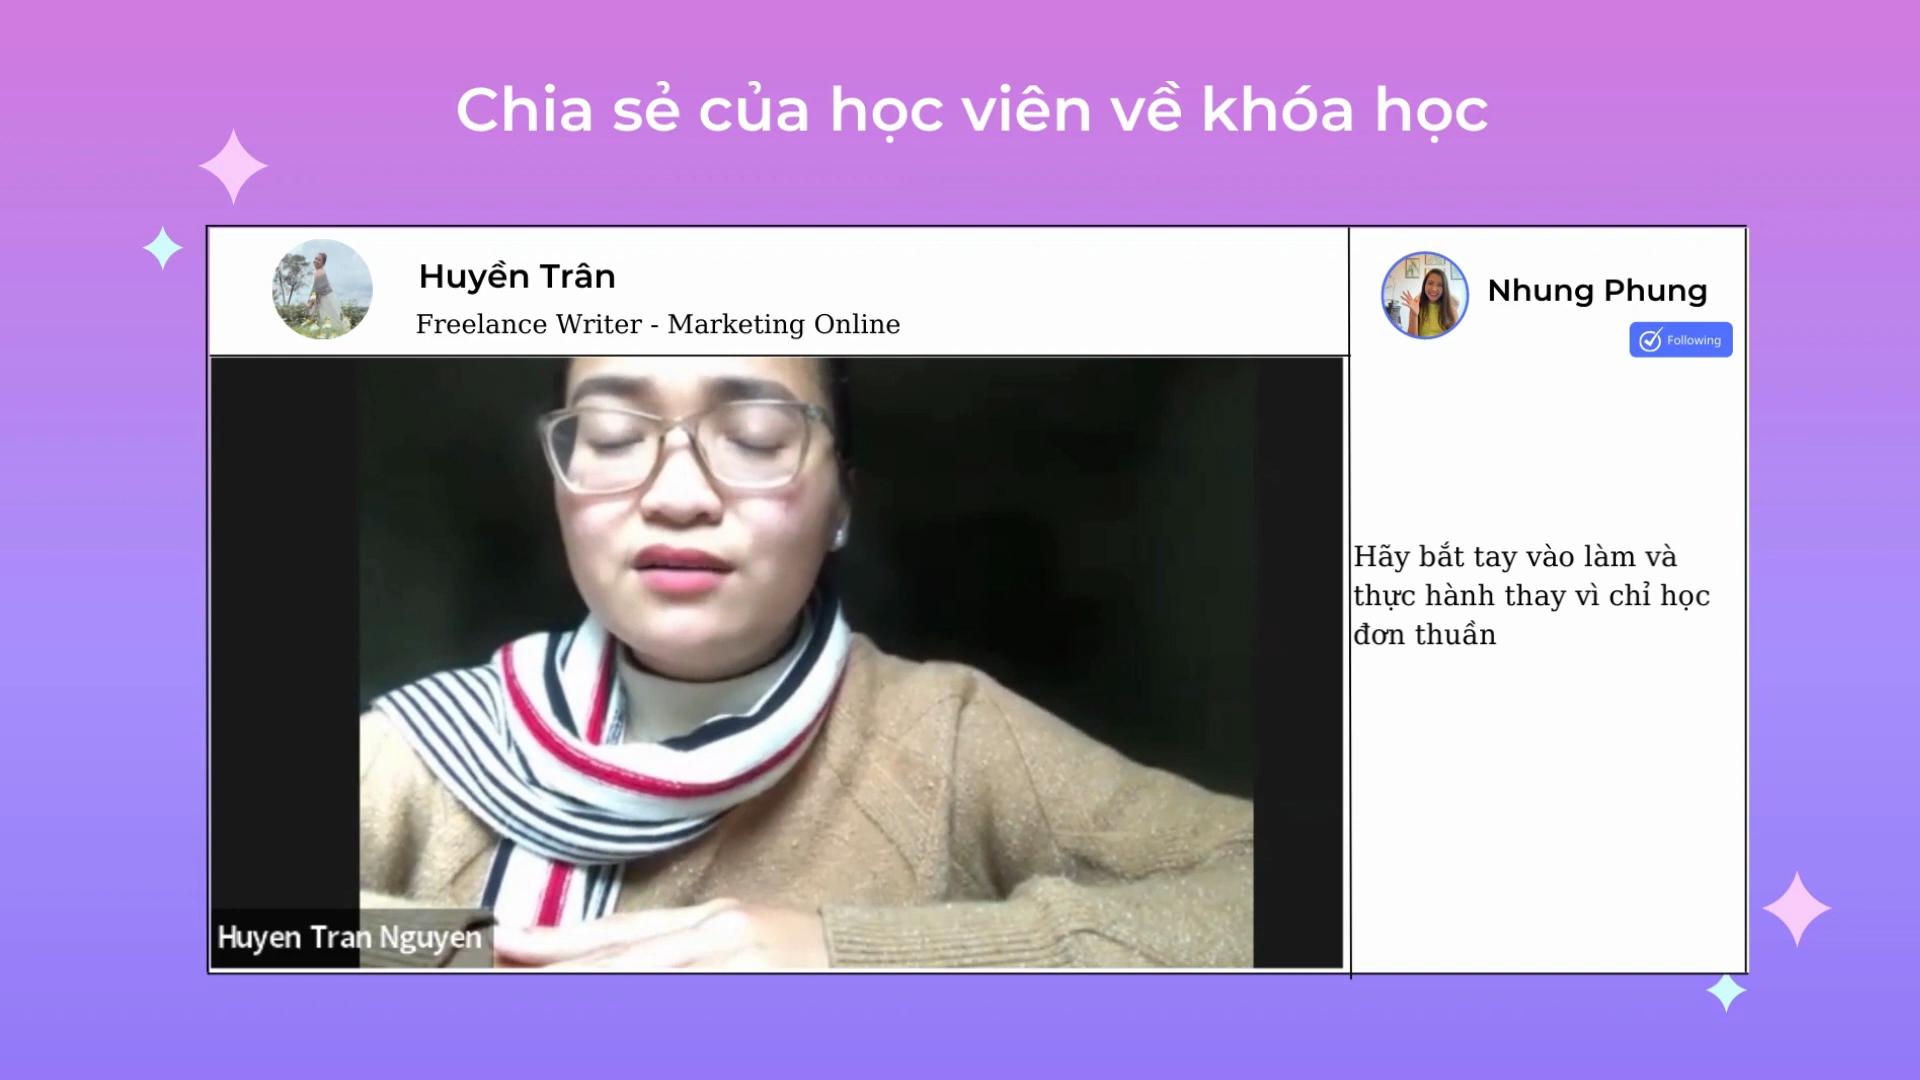 Chia sẻ của học viên về khóa học
Huyền Trân
Freelance Writer - Marketing Online
Nhung Phung
Following
Hãy bắt tay vào làm và
thực hành thay vì chỉ học
đơn thuần
Huyen Tran Nguyen